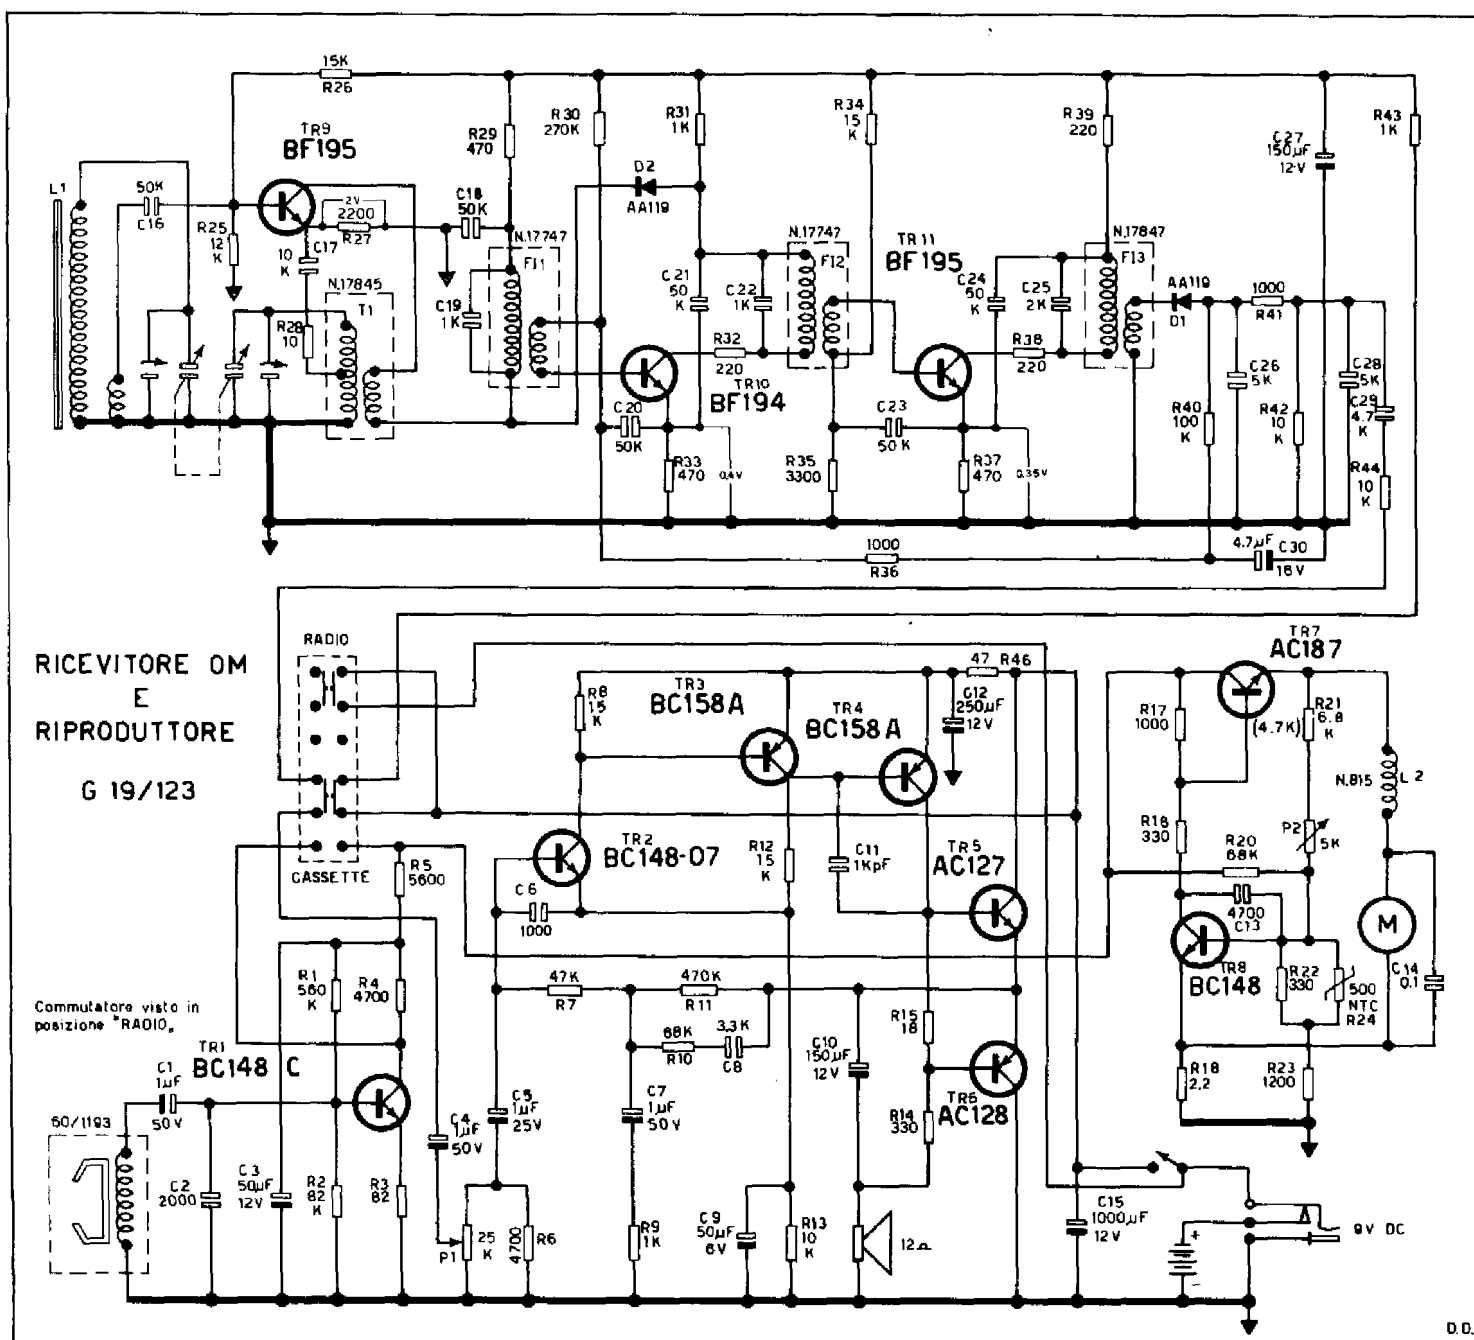 15K
R26
TR9
BF195
R29
470
R30
270K
R31
1K
R34
15
K
R39
220
C27
150µF
12V
R43
1K
L1
50K
C16
R25
12
K
2V
2200
R27
10
K
C17
C18
50K
D2
AA119
N.17845
T1
R28
10
N.17747
FI1
C19
1K
C21
50
K
C22
1K
N.17747
FI2
TR11
BF195
C24
50
K
C25
2K
N.17847
FI3
AA119
D1
1000
R41
R32
220
TR10
BF194
R38
220
C26
5K
C28
5K
C29
4.7
K
C20
50K
R33
470
0,4V
R35
3300
C23
50K
R37
470
0,35V
R40
100
K
R42
10
K
R44
10
K
1000
R36
4.7µF
C30
16V
RICEVITORE OM
E
RIPRODUTTORE
G 19/123
RADIO
CASSETTE
R8
15
K
TR3
BC158A
TR4
BC158A
47
R46
C12
250µF
12V
TR7
AC187
R17
1000
(4.7K)
R21
6.8
K
N.815
L2
R5
5600
TR2
BC148-07
C6
1000
R12
15
K
C11
1KpF
TR5
AC127
R16
330
R20
68K
P2
5K
4700
C13
M
TR8
BC148
R22
330
500
NTC
R24
C14
0.1
Commutatore visto in
posizione "RADIO„
R1
560
K
R4
4700
47K
R7
470K
R11
68K
R10
3.3K
C8
R15
18
C10
150µF
12V
R18
2,2
R23
1200
TR1
BC148 C
C1
1µF
50V
60/1193
C2
2000
C3
50µF
12V
R2
82
K
R3
82
C4
1µF
50V
C5
1µF
25V
C7
1µF
50V
R14
330
TR6
AC128
P1
25
K
4700
R6
R9
1K
C9
50µF
6V
R13
10
K
12Ω
C15
1000µF
12V
+
9V DC
D.D.